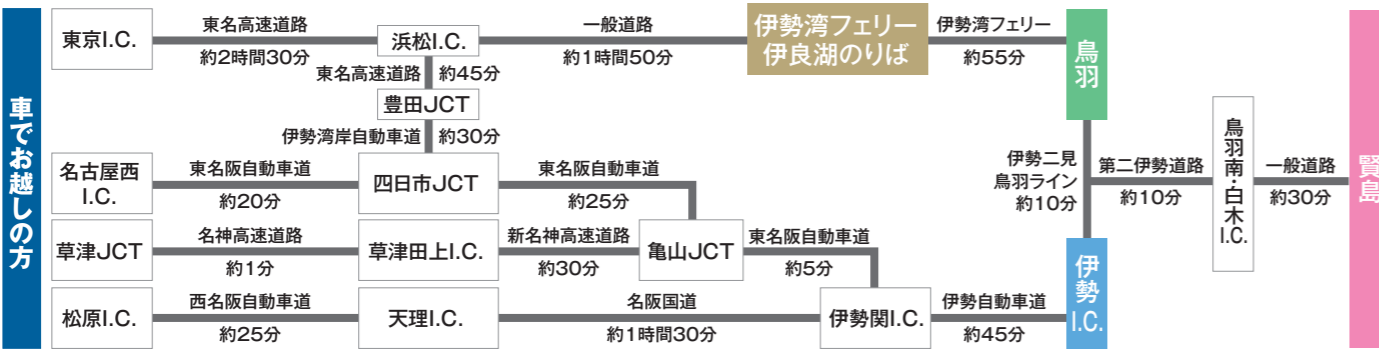 車でお越しの方
東京I.C.
東名高速道路
約2時間30分
浜松I.C.
一般道路
約1時間50分
伊勢湾フェリー
伊良湖のりば
伊勢湾フェリー
約55分
鳥羽
東名高速道路
約45分
豊田JCT
伊勢湾岸自動車道
約30分
名古屋西
I.C.
東名阪自動車道
約20分
四日市JCT
東名阪自動車道
約25分
草津JCT
名神高速道路
約1分
草津田上I.C.
新名神高速道路
約30分
亀山JCT
東名阪自動車道
約5分
松原I.C.
西名阪自動車道
約25分
天理I.C.
名阪国道
約1時間30分
伊勢関I.C.
伊勢自動車道
約45分
伊勢
I.C.
伊勢二見
鳥羽ライン
約10分
第二伊勢道路
約10分
鳥羽南・白木
I.C.
一般道路
約30分
賢島